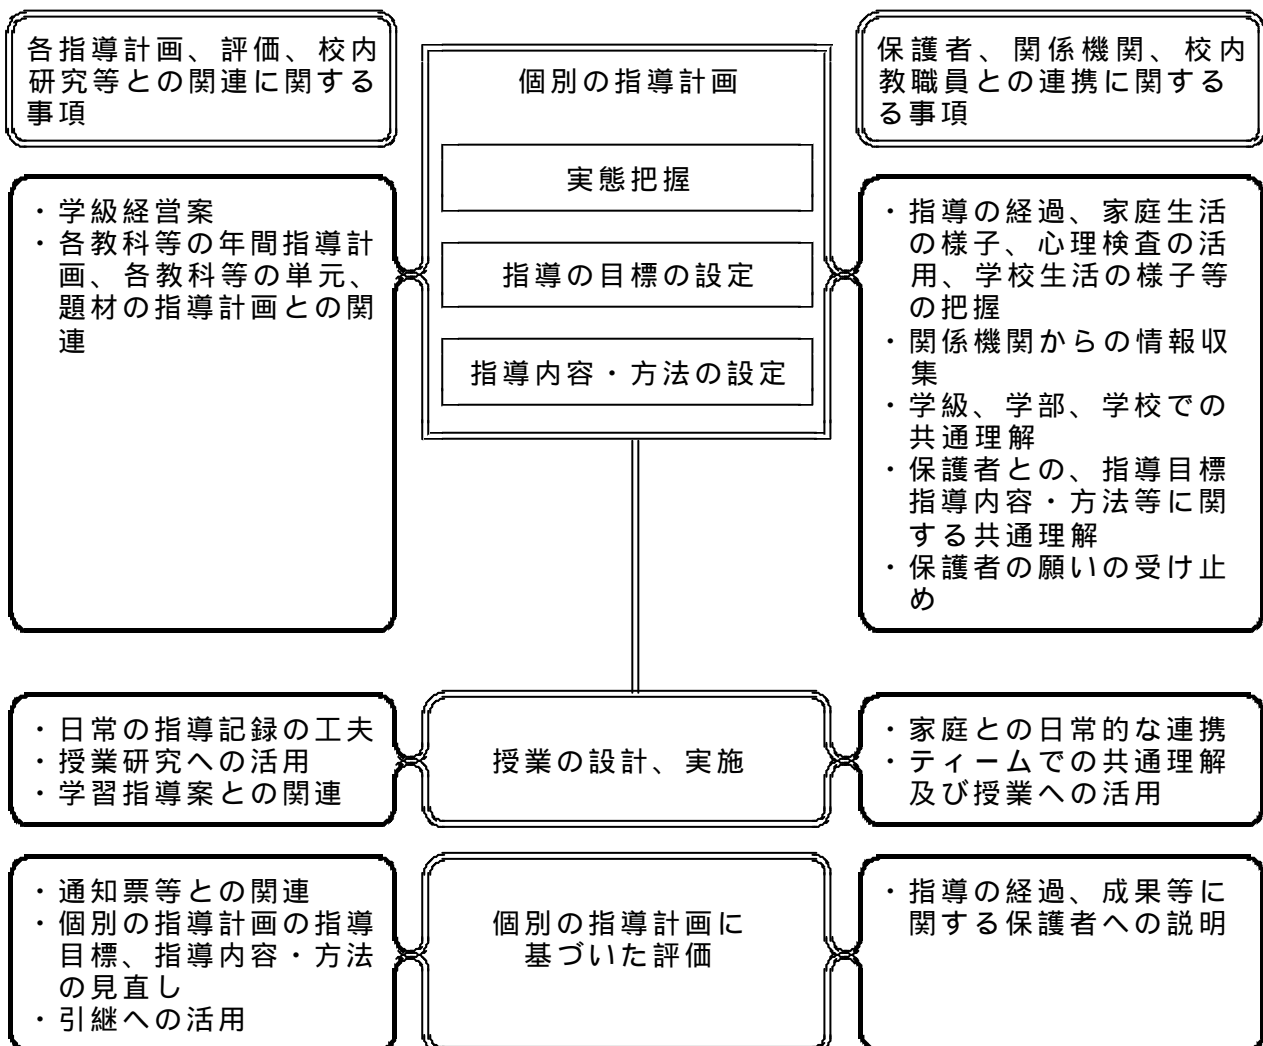 各指導計画、評価、校内
研究等との関連に関する
事項
個別の指導計画
保護者、関係機関、校内
教職員との連携に関する
る事項
実態把握
指導の目標の設定
指導内容・方法の設定
・学級経営案
・各教科等の年間指導計
画、各教科等の単元、
題材の指導計画との関
連
・指導の経過、家庭生活
の様子、心理検査の活
用、学校生活の様子等
の把握
・関係機関からの情報収
集
・学級、学部、学校での
共通理解
・保護者との、指導目標
指導内容・方法等に関
する共通理解
・保護者の願いの受け止
め
・日常の指導記録の工夫
・授業研究への活用
・学習指導案との関連
授業の設計、実施
・家庭との日常的な連携
・ティームでの共通理解
及び授業への活用
・通知票等との関連
・個別の指導計画の指導
目標、指導内容・方法
の見直し
・引継への活用
個別の指導計画に
基づいた評価
・指導の経過、成果等に
関する保護者への説明